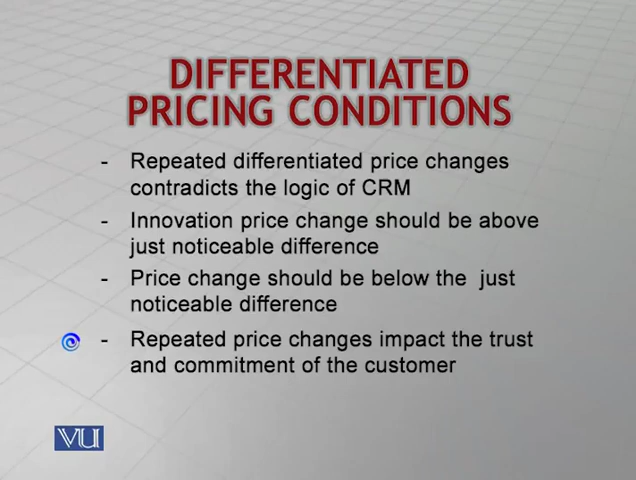 DIFFERENTIATED
PRICING CONDITIONS
- Repeated differentiated price changes
contradicts the logic of CRM
- Innovation price change should be above
just noticeable difference
- Price change should be below the just
noticeable difference
- Repeated price changes impact the trust
and commitment of the customer
VU